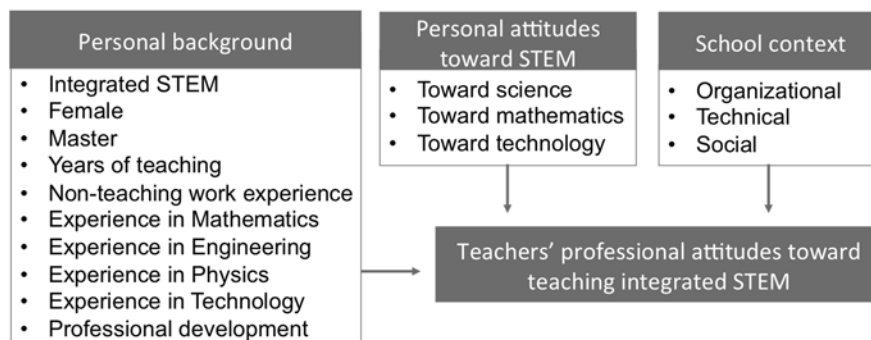 Personal background
• Integrated STEM
• Female
• Master
• Years of teaching
• Non-teaching work experience
• Experience in Mathematics
• Experience in Engineering
• Experience in Physics
• Experience in Technology
• Professional development
Personal attitudes
toward STEM
• Toward science
• Toward mathematics
• Toward technology
School context
• Organizational
• Technical
• Social
Teachers’ professional attitudes toward
teaching integrated STEM